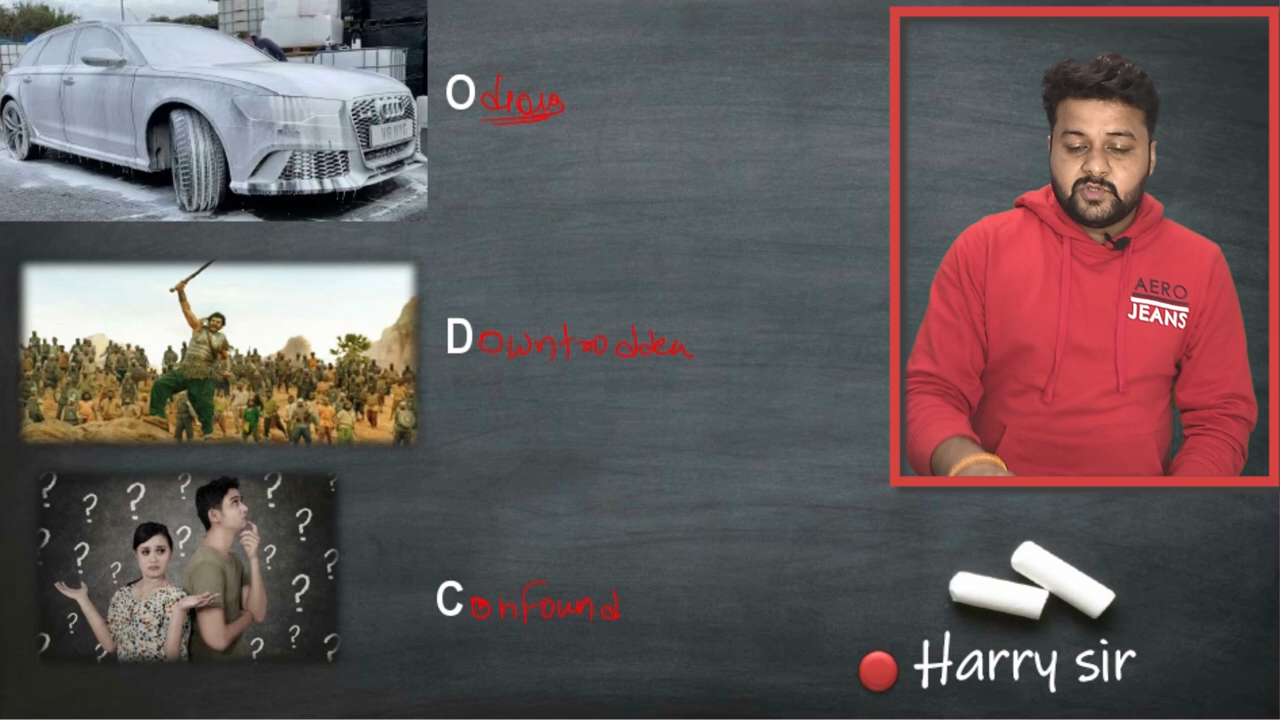 Odious
Downtrodden
Confound
AERO
JEANS
Harry sir